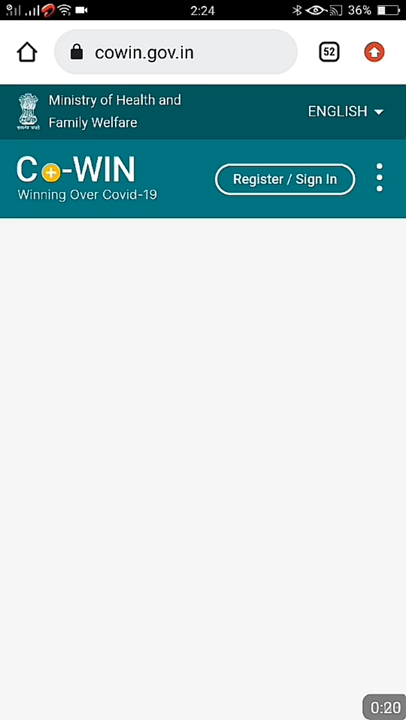 2:24
36%
cowin.gov.in
52
Ministry of Health and
Family Welfare
ENGLISH
Co-WIN
Winning Over Covid-19
Register / Sign In
0:20